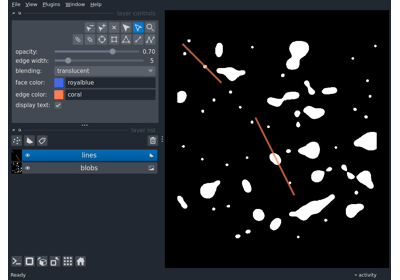 File View Plugins Window Help
layer controls
opacity: 0.70
edge width: 5
blending: translucent
face color: royalblue
edge color: coral
display text:
layer list
lines
blobs
Ready activity